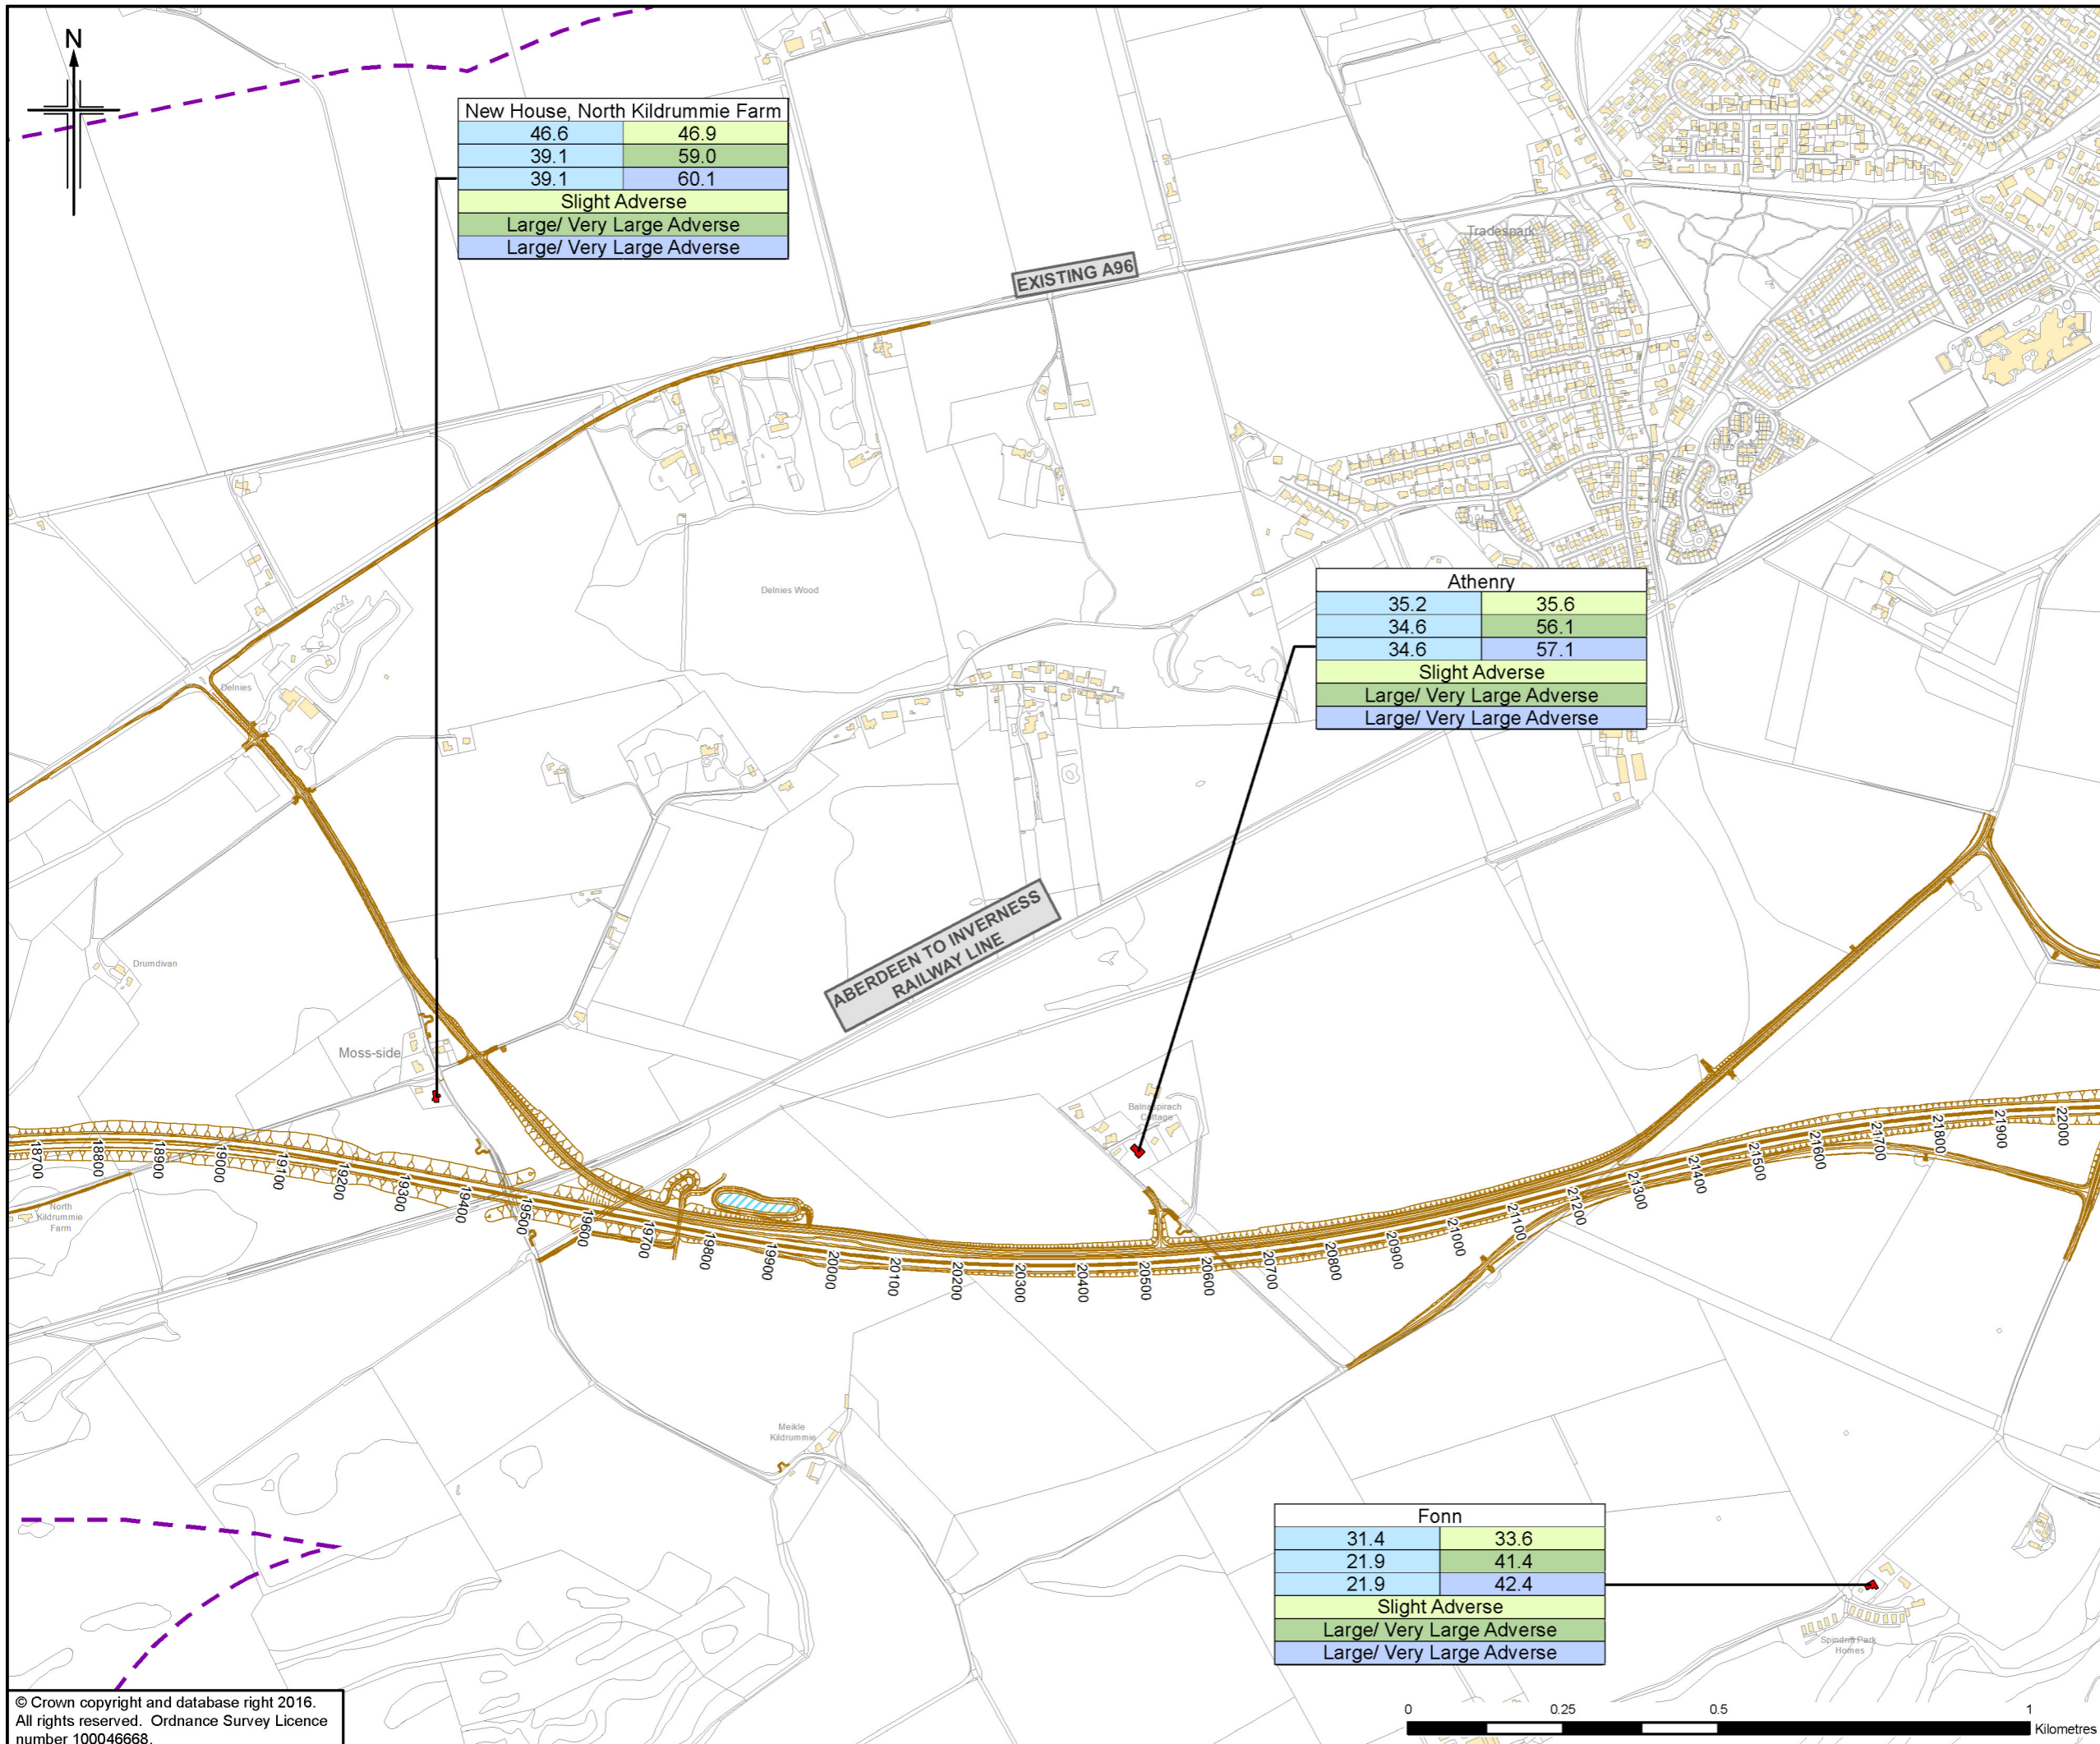 N
New House, North Kildrummie Farm
46.6 46.9
39.1 59.0
39.1 60.1
Slight Adverse
Large/ Very Large Adverse
Large/ Very Large Adverse
EXISTING A96
Tradespark
Delnies Wood
Athenry
35.2 35.6
34.6 56.1
34.6 57.1
Slight Adverse
Large/ Very Large Adverse
Large/ Very Large Adverse
Delnies
ABERDEEN TO INVERNESS
RAILWAY LINE
Drumdivan
Moss-side
Balnaspirach
Cottage
North
Kildrummie
Farm
18700
18800
18900
19000
19100
19200
19300
19400
19500
19600
19700
19800
19900
20000
20100
20200
20300
20400
20500
20600
20700
20800
20900
21000
21100
21200
21300
21400
21500
21600
21700
21800
21900
22000
Meikle
Kildrummie
Fonn
31.4 33.6
21.9 41.4
21.9 42.4
Slight Adverse
Large/ Very Large Adverse
Large/ Very Large Adverse
Spindrift Park
Homes
© Crown copyright and database right 2016.
All rights reserved. Ordnance Survey Licence
number 100046668.
0 0.25 0.5 1
Kilometres